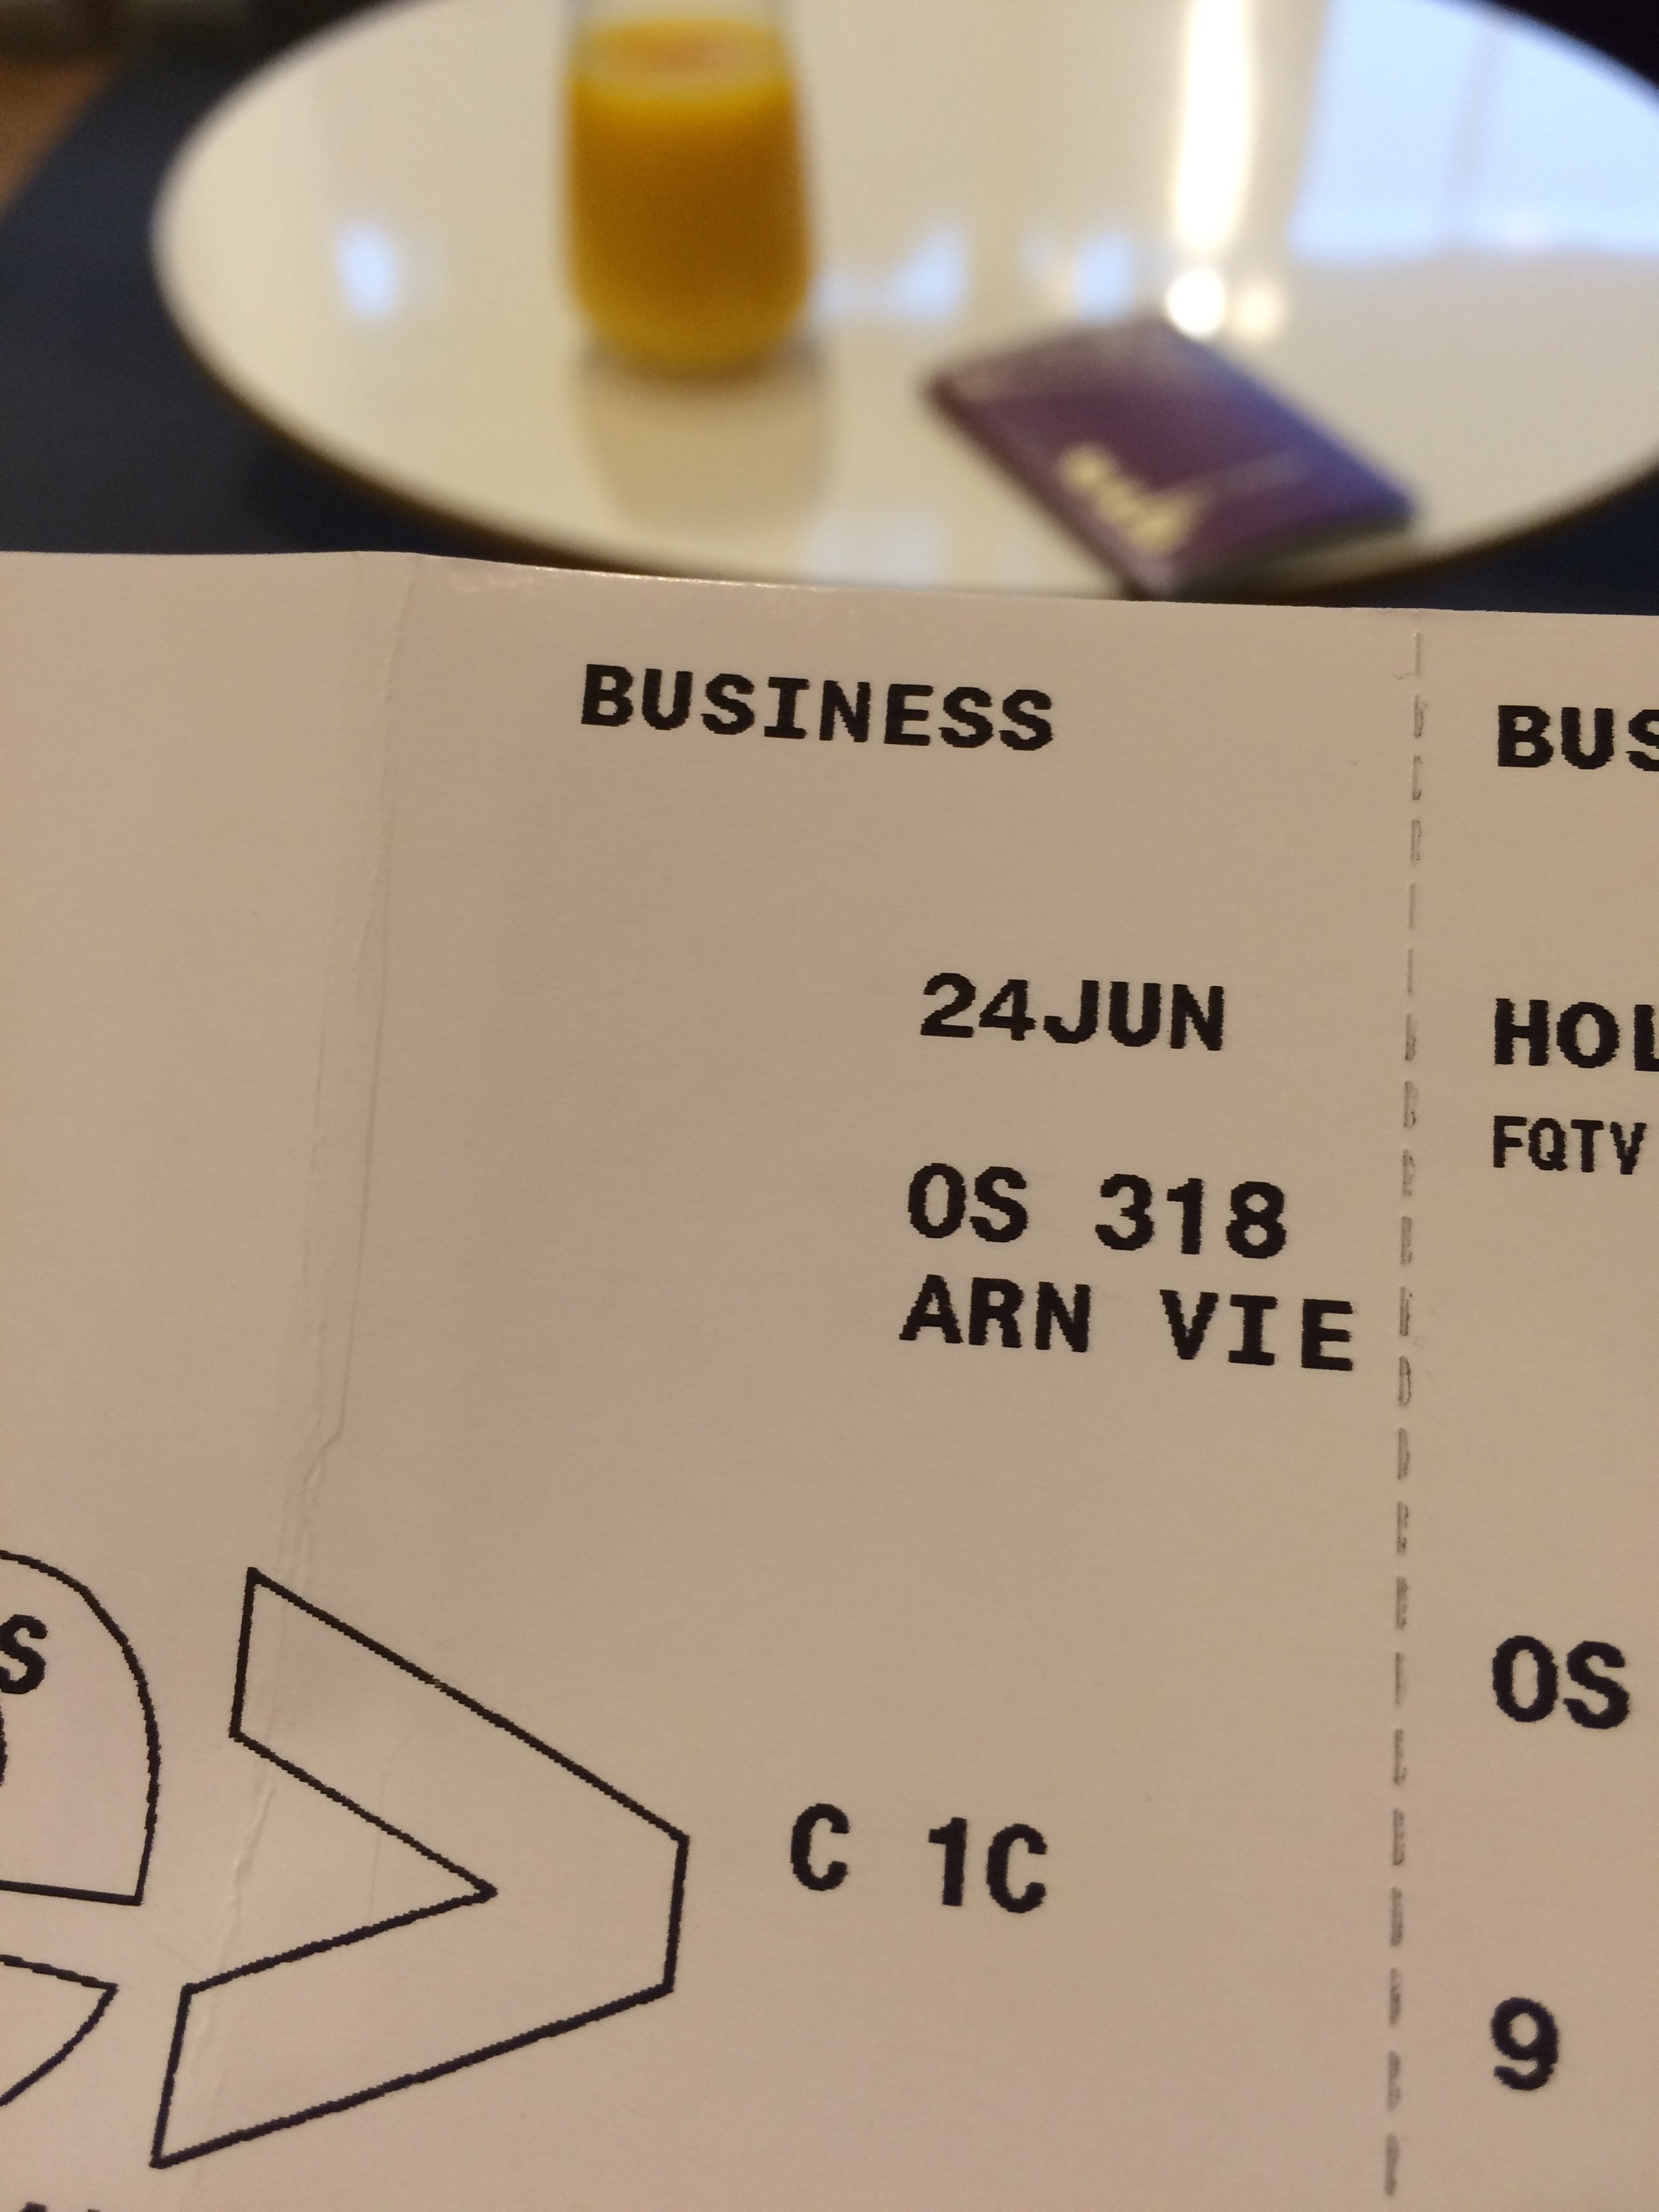 BUSINESS
24JUN
OS 318
ARN VIE
C 1C
S
BUS
HOL
FQTV
OS
9